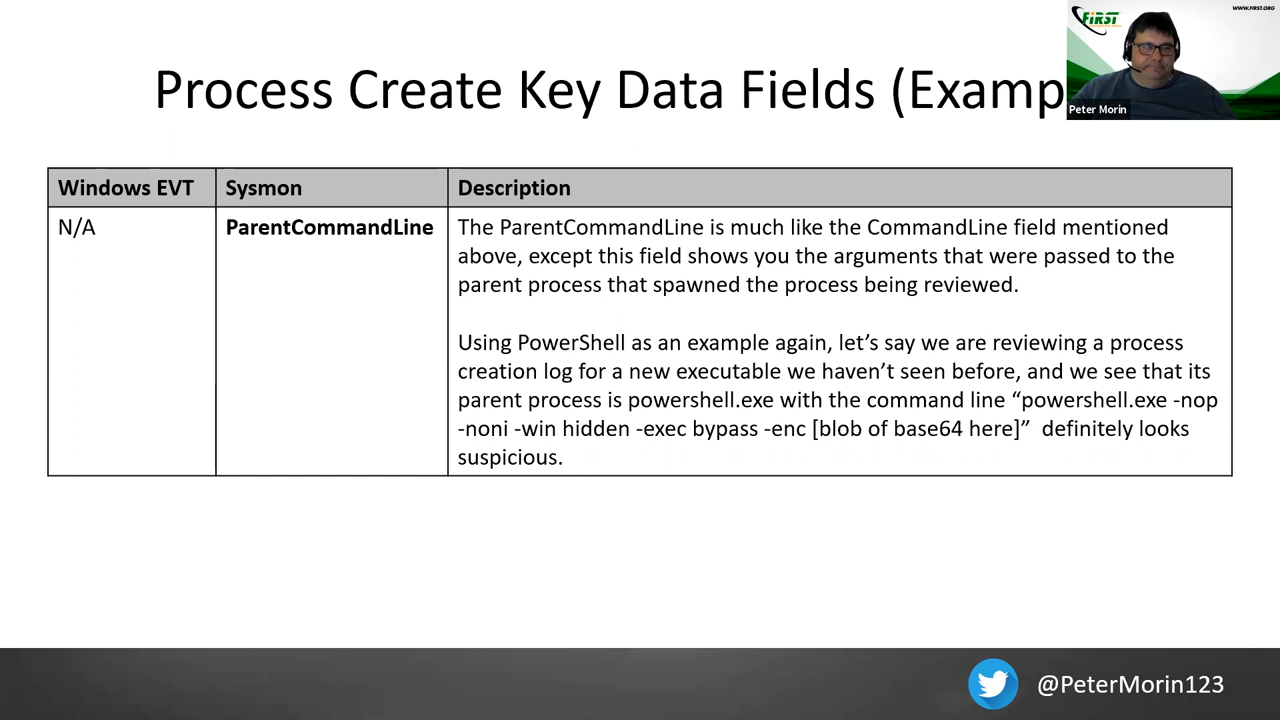 WWW.FIRST.ORG
FIRST
Peter Morin
Process Create Key Data Fields (Examp
Windows EVT
Sysmon
Description
N/A
ParentCommandLine
The ParentCommandLine is much like the CommandLine field mentioned
above, except this field shows you the arguments that were passed to the
parent process that spawned the process being reviewed.
Using PowerShell as an example again, let’s say we are reviewing a process
creation log for a new executable we haven’t seen before, and we see that its
parent process is powershell.exe with the command line “powershell.exe -nop
-noni -win hidden -exec bypass -enc [blob of base64 here]” definitely looks
suspicious.
@PeterMorin123